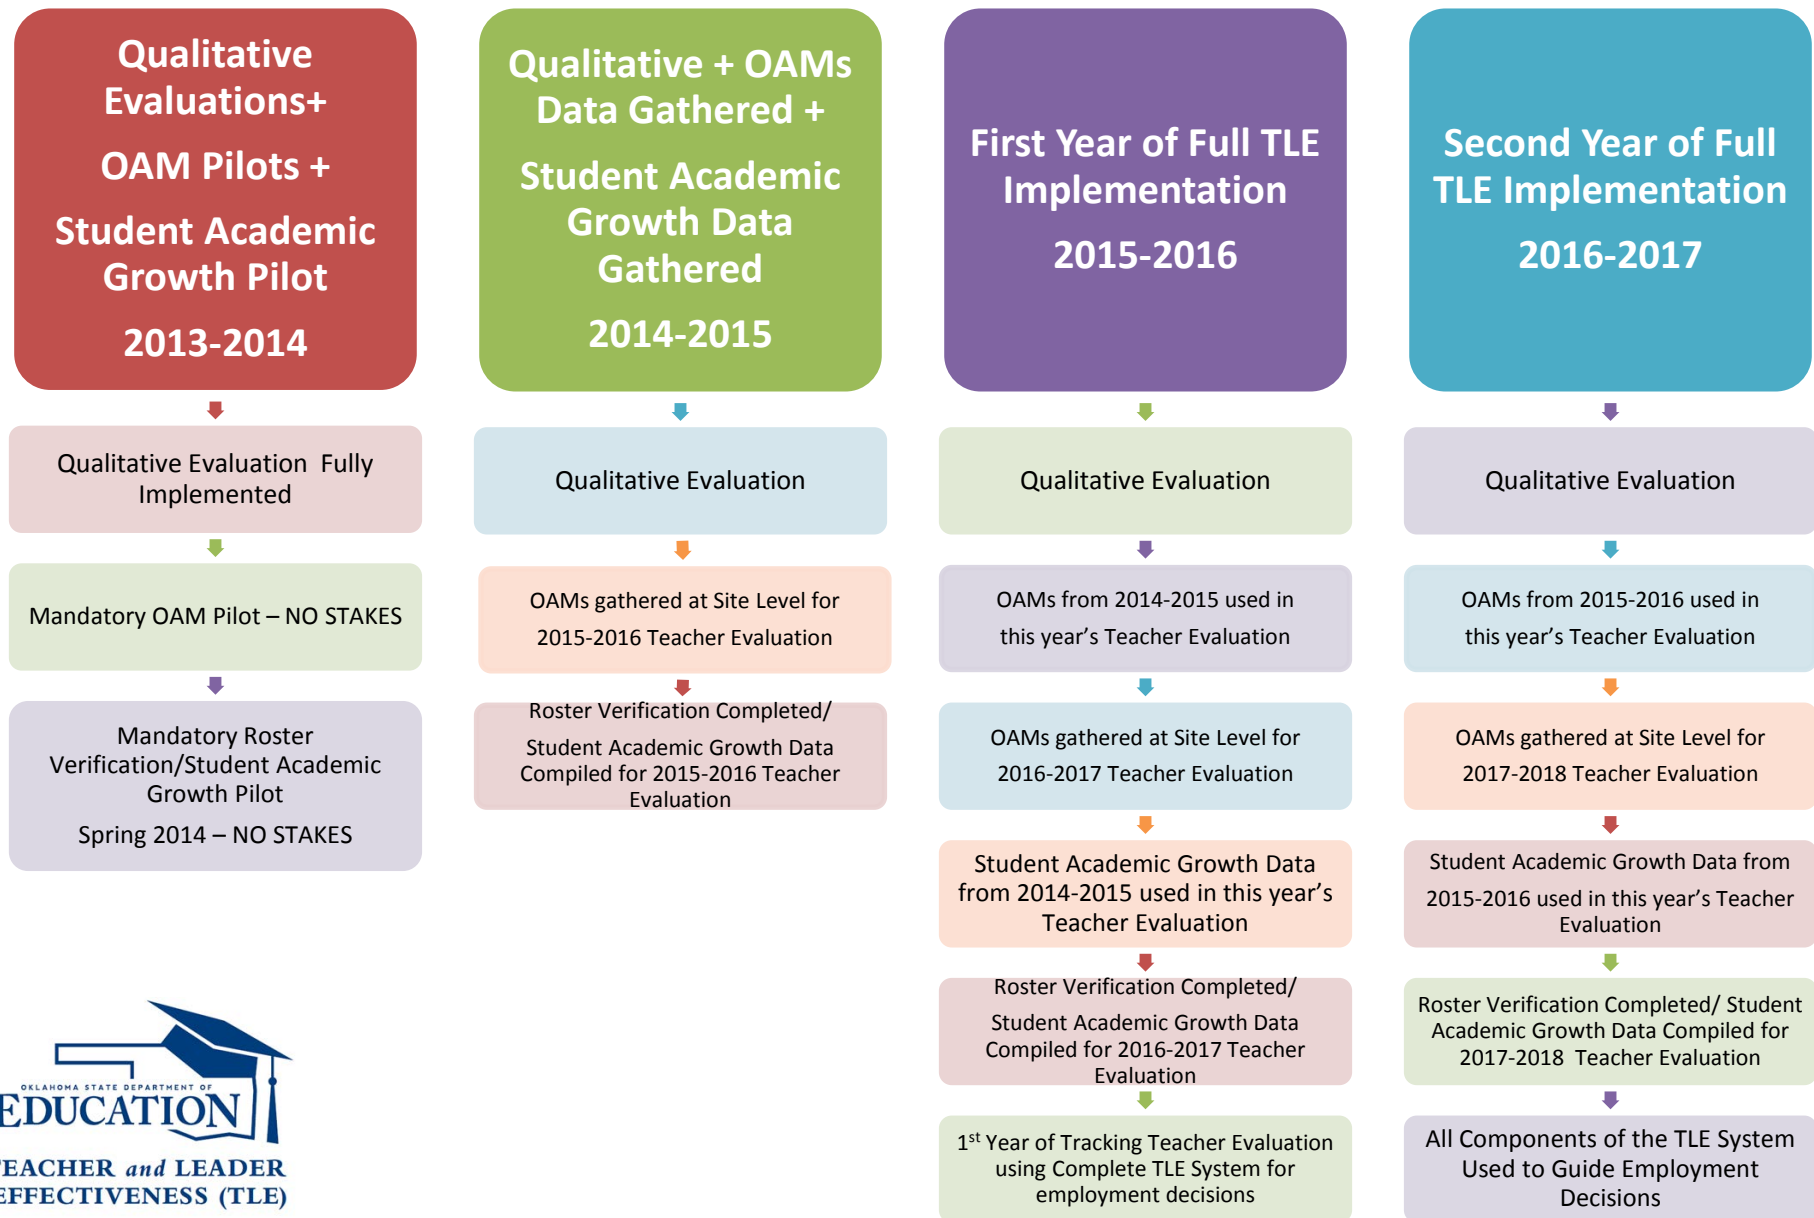 Qualitative
Evaluations+
OAM Pilots +
Student Academic
Growth Pilot
2013-2014
Qualitative Evaluation  Fully
Implemented
Mandatory OAM Pilot – NO STAKES
Mandatory Roster
Verification/Student Academic
Growth Pilot
Spring 2014 – NO STAKES
Qualitative + OAMs
Data Gathered +
Student Academic
Growth Data
Gathered
2014-2015
Qualitative Evaluation
OAMs gathered at Site Level for
2015-2016 Teacher Evaluation
Roster Verification Completed/
Student Academic Growth Data
Compiled for 2015-2016 Teacher
Evaluation
First Year of Full TLE
Implementation
2015-2016
Qualitative Evaluation
OAMs from 2014-2015 used in
this year’s Teacher Evaluation
OAMs gathered at Site Level for
2016-2017 Teacher Evaluation
Student Academic Growth Data
from 2014-2015 used in this year’s
Teacher Evaluation
Roster Verification Completed/
Student Academic Growth Data
Compiled for 2016-2017 Teacher
Evaluation
1st Year of Tracking Teacher Evaluation
using Complete TLE System for
employment decisions
Second Year of Full
TLE Implementation
2016-2017
Qualitative Evaluation
OAMs from 2015-2016 used in
this year’s Teacher Evaluation
OAMs gathered at Site Level for
2017-2018 Teacher Evaluation
Student Academic Growth Data from
2015-2016 used in this year’s Teacher
Evaluation
Roster Verification Completed/ Student
Academic Growth Data Compiled for
2017-2018  Teacher Evaluation
All Components of the TLE System
Used to Guide Employment
Decisions
OKLAHOMA STATE DEPARTMENT OF
EDUCATION
TEACHER and LEADER
EFFECTIVENESS (TLE)